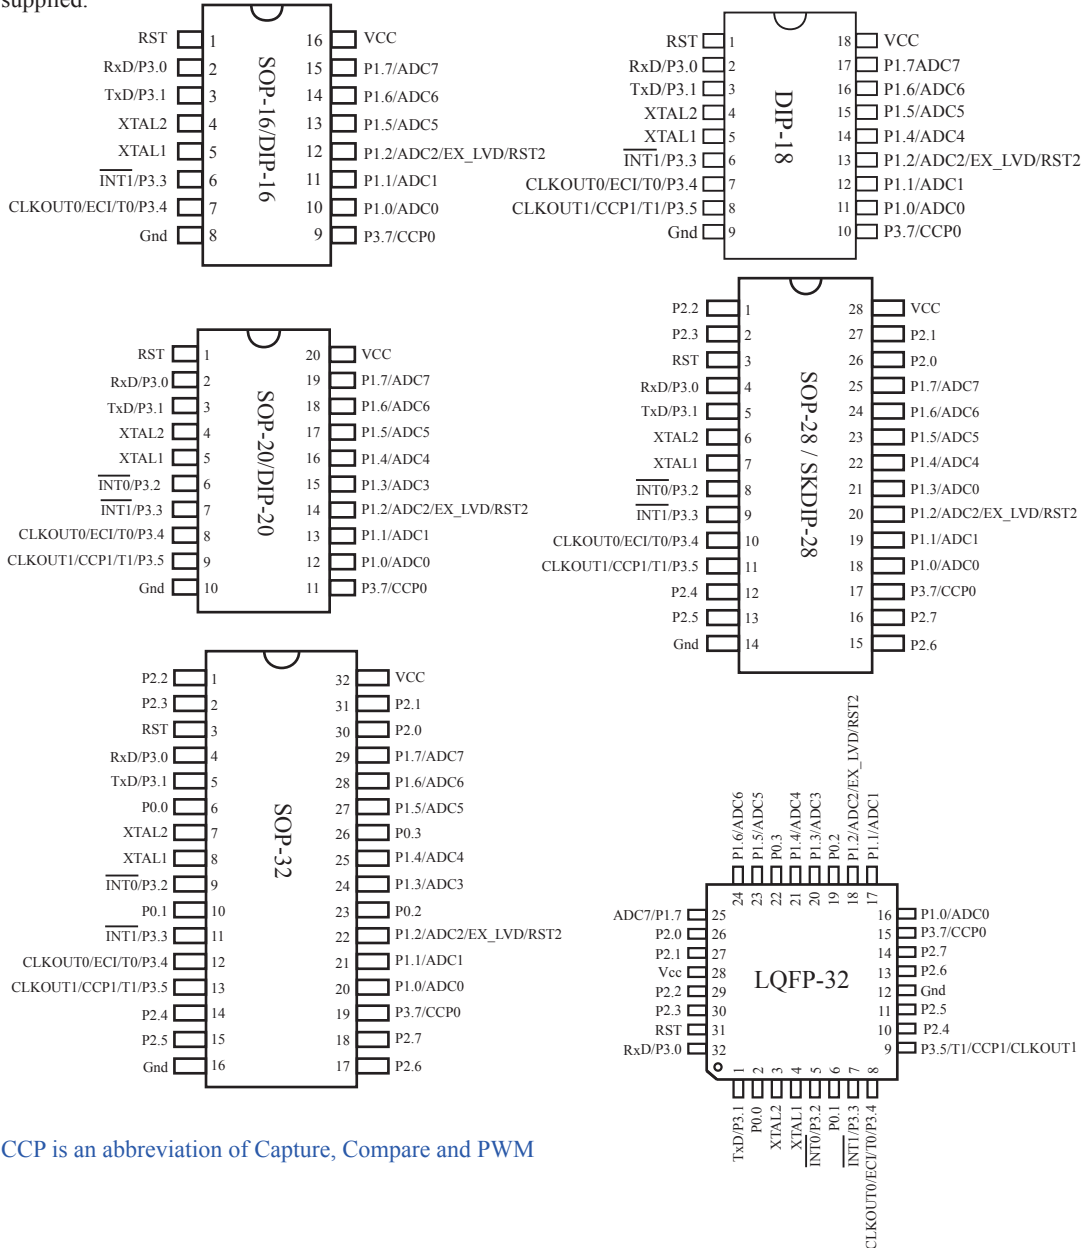 supplied.
RST 1 16 VCC
RxD/P3.0 2 15 P1.7/ADC7
TxD/P3.1 3 14 P1.6/ADC6
XTAL2 4 13 P1.5/ADC5
XTAL1 5 12 P1.2/ADC2/EX_LVD/RST2
INT1/P3.3 6 11 P1.1/ADC1
CLKOUT0/ECI/T0/P3.4 7 10 P1.0/ADC0
Gnd 8 9 P3.7/CCP0
SOP-16/DIP-16
RST 1 18 VCC
RxD/P3.0 2 17 P1.7ADC7
TxD/P3.1 3 16 P1.6/ADC6
XTAL2 4 15 P1.5/ADC5
XTAL1 5 14 P1.4/ADC4
INT1/P3.3 6 13 P1.2/ADC2/EX_LVD/RST2
CLKOUT0/ECI/T0/P3.4 7 12 P1.1/ADC1
CLKOUT1/CCP1/T1/P3.5 8 11 P1.0/ADC0
Gnd 9 10 P3.7/CCP0
DIP-18
RST 1 20 VCC
RxD/P3.0 2 19 P1.7/ADC7
TxD/P3.1 3 18 P1.6/ADC6
XTAL2 4 17 P1.5/ADC5
XTAL1 5 16 P1.4/ADC4
INT0/P3.2 6 15 P1.3/ADC3
INT1/P3.3 7 14 P1.2/ADC2/EX_LVD/RST2
CLKOUT0/ECI/T0/P3.4 8 13 P1.1/ADC1
CLKOUT1/CCP1/T1/P3.5 9 12 P1.0/ADC0
Gnd 10 11 P3.7/CCP0
SOP-20/DIP-20
P2.2 1 28 VCC
P2.3 2 27 P2.1
RST 3 26 P2.0
RxD/P3.0 4 25 P1.7/ADC7
TxD/P3.1 5 24 P1.6/ADC6
XTAL2 6 23 P1.5/ADC5
XTAL1 7 22 P1.4/ADC4
INT0/P3.2 8 21 P1.3/ADC0
INT1/P3.3 9 20 P1.2/ADC2/EX_LVD/RST2
CLKOUT0/ECI/T0/P3.4 10 19 P1.1/ADC1
CLKOUT1/CCP1/T1/P3.5 11 18 P1.0/ADC0
P2.4 12 17 P3.7/CCP0
P2.5 13 16 P2.7
Gnd 14 15 P2.6
SOP-28 / SKDIP-28
P2.2 1 32 VCC
P2.3 2 31 P2.1
RST 3 30 P2.0
RxD/P3.0 4 29 P1.7/ADC7
TxD/P3.1 5 28 P1.6/ADC6
P0.0 6 27 P1.5/ADC5
XTAL2 7 26 P0.3
XTAL1 8 25 P1.4/ADC4
INT0/P3.2 9 24 P1.3/ADC3
P0.1 10 23 P0.2
INT1/P3.3 11 22 P1.2/ADC2/EX_LVD/RST2
CLKOUT0/ECI/T0/P3.4 12 21 P1.1/ADC1
CLKOUT1/CCP1/T1/P3.5 13 20 P1.0/ADC0
P2.4 14 19 P3.7/CCP0
P2.5 15 18 P2.7
Gnd 16 17 P2.6
SOP-32
P1.6/ADC6 24
P1.5/ADC5 23
P0.3 22
P1.4/ADC4 21
P1.3/ADC3 20
P0.2 19
P1.2/ADC2/EX_LVD/RST2 18
P1.1/ADC1 17
ADC7/P1.7 25 16 P1.0/ADC0
P2.0 26 15 P3.7/CCP0
P2.1 27 14 P2.7
Vcc 28 13 P2.6
P2.2 29 12 Gnd
P2.3 30 11 P2.5
RST 31 10 P2.4
RxD/P3.0 32 9 P3.5/T1/CCP1/CLKOUT1
LQFP-32
1 TxD/P3.1
2 P0.0
3 XTAL2
4 XTAL1
5 INT0/P3.2
6 P0.1
7 INT1/P3.3
8 CLKOUT0/ECI/T0/P3.4
CCP is an abbreviation of Capture, Compare and PWM